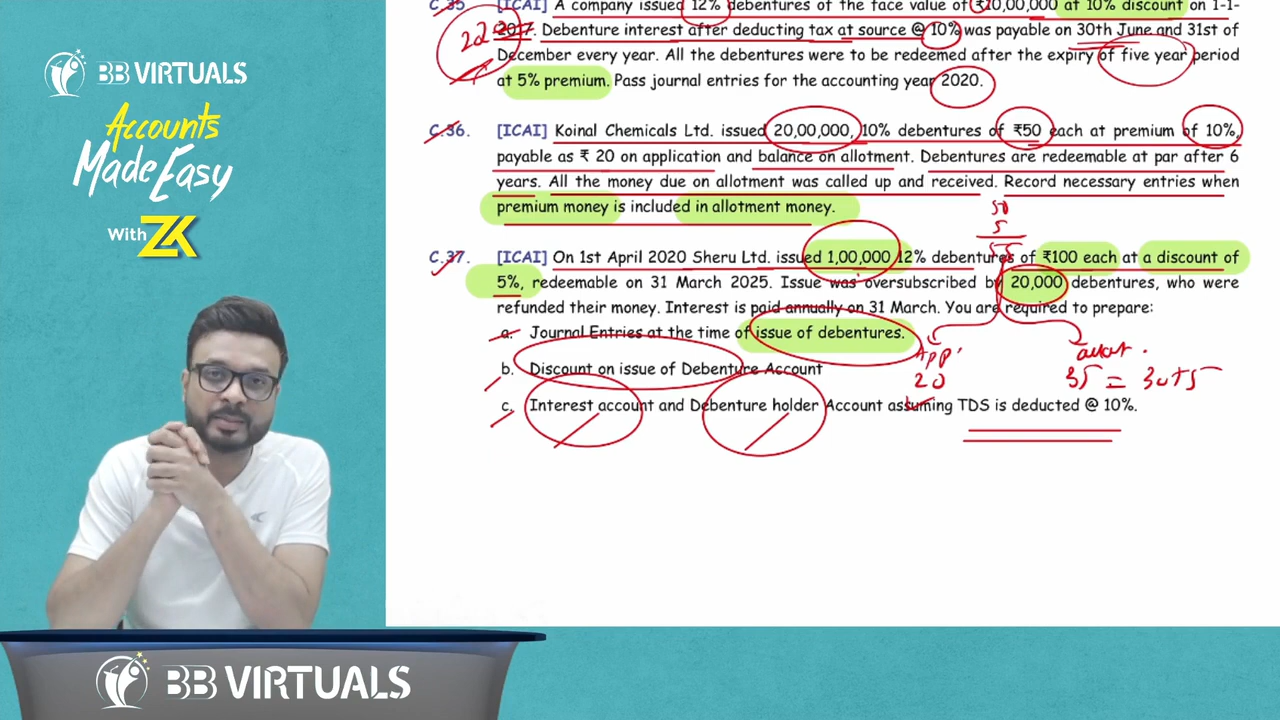 BB VIRTUALS
Accounts
Made Easy
With ZK
C.35 [ICAI] A company issued 12% debentures of the face value of ₹10,00,000 at 10% discount on 1-1-
2017. Debenture interest after deducting tax at source @ 10% was payable on 30th June and 31st of
December every year. All the debentures were to be redeemed after the expiry of five year period
at 5% premium. Pass journal entries for the accounting year 2020.
C.36. [ICAI] Koinal Chemicals Ltd. issued 20,00,000, 10% debentures of ₹50 each at premium of 10%,
payable as ₹ 20 on application and balance on allotment. Debentures are redeemable at par after 6
years. All the money due on allotment was called up and received. Record necessary entries when
premium money is included in allotment money.
50
5
55
C.37. [ICAI] On 1st April 2020 Sheru Ltd. issued 1,00,000 12% debentures of ₹100 each at a discount of
5%, redeemable on 31 March 2025. Issue was oversubscribed by 20,000 debentures, who were
refunded their money. Interest is paid annually on 31 March. You are required to prepare:
a. Journal Entries at the time of issue of debentures.
App.
20
35 = 30+5
b. Discount on issue of Debenture Account
c. Interest account and Debenture holder Account assuming TDS is deducted @ 10%.
BB VIRTUALS